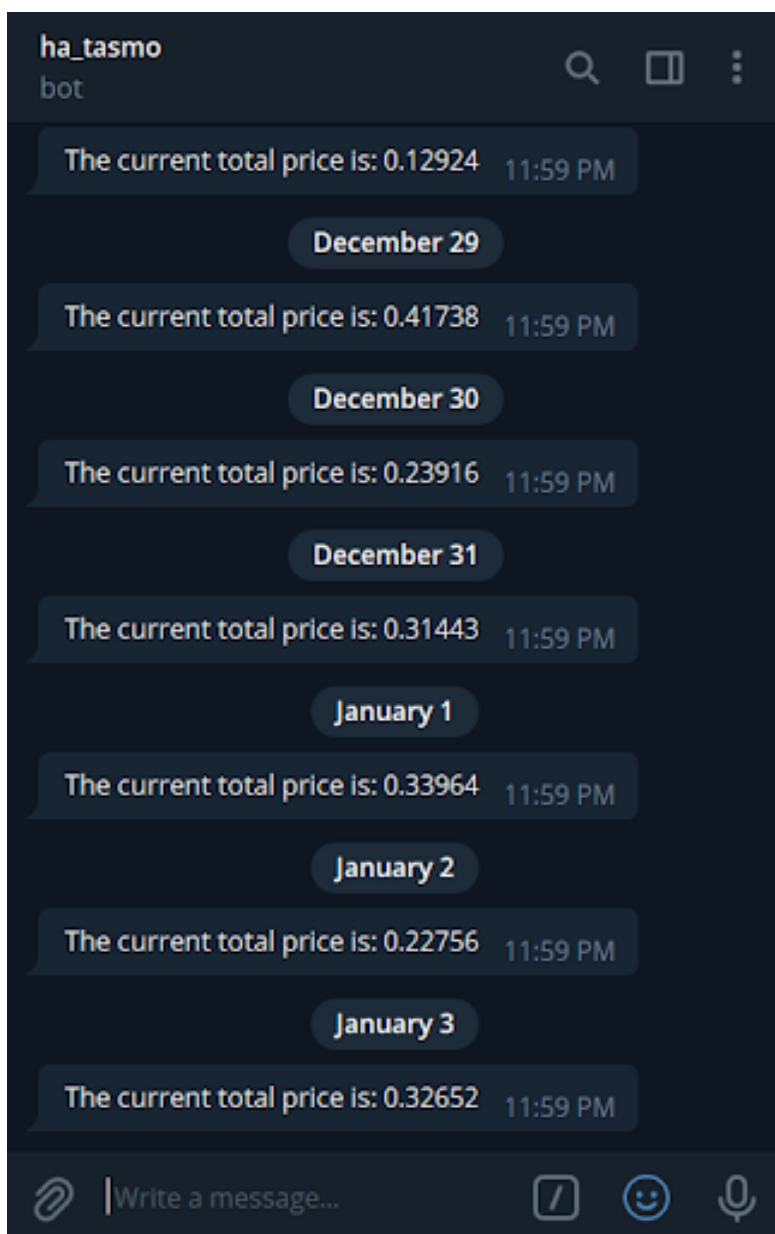 ha_tasmo
bot
The current total price is: 0.12924 11:59 PM
December 29
The current total price is: 0.41738 11:59 PM
December 30
The current total price is: 0.23916 11:59 PM
December 31
The current total price is: 0.31443 11:59 PM
January 1
The current total price is: 0.33964 11:59 PM
January 2
The current total price is: 0.22756 11:59 PM
January 3
The current total price is: 0.32652 11:59 PM
Write a message...